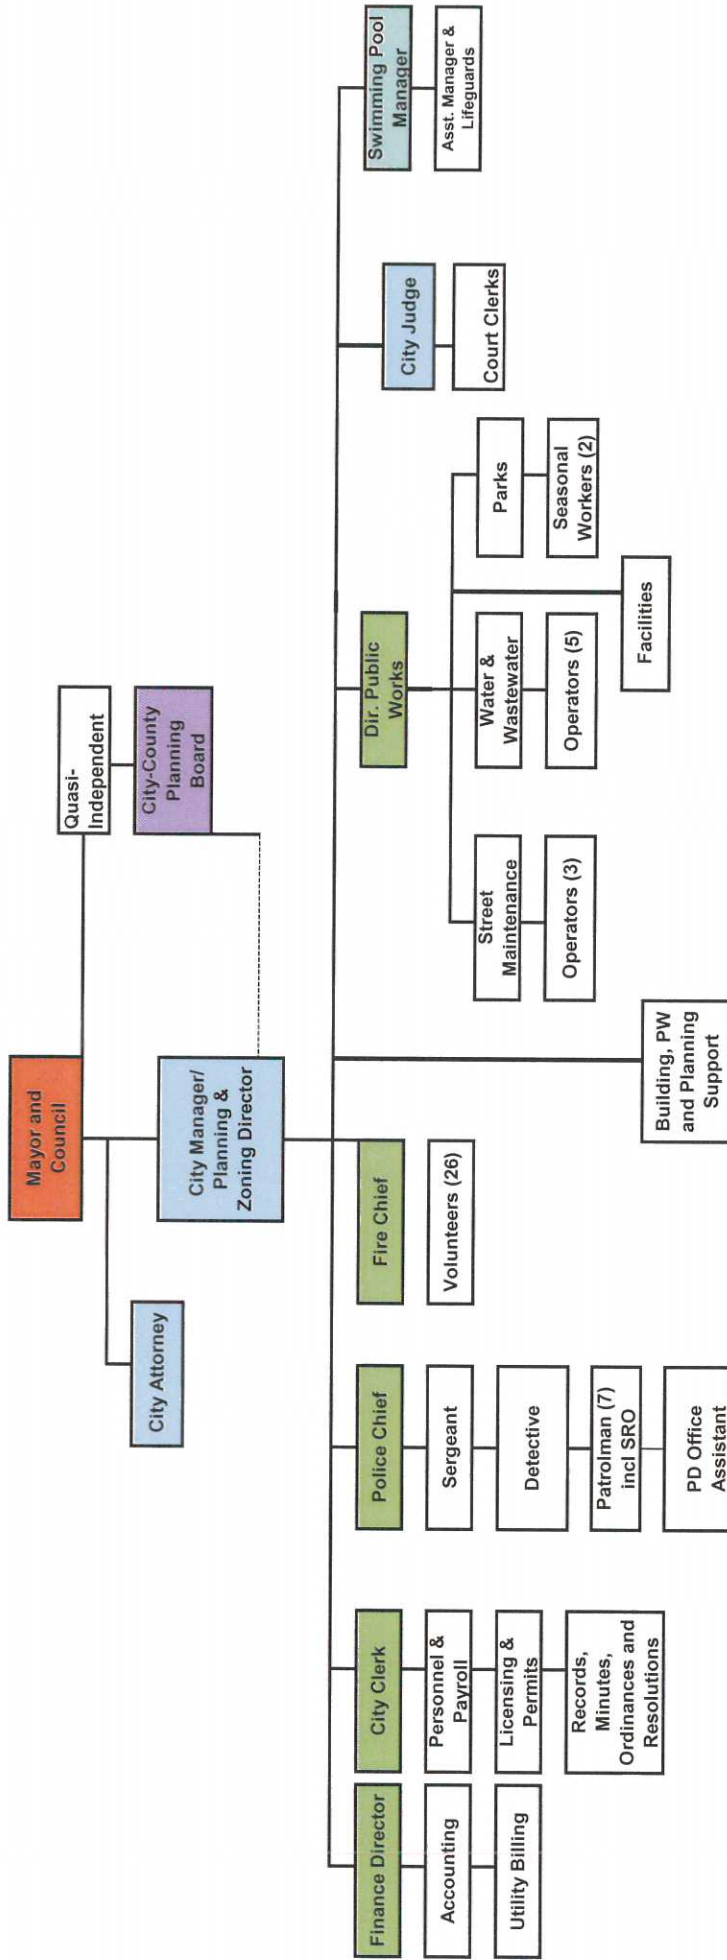 Mayor and
Council
Quasi-
Independent
City-County
Planning
Board
City Attorney
City Manager/
Planning &
Zoning Director
Finance Director
Accounting
Utility Billing
City Clerk
Personnel &
Payroll
Licensing &
Permits
Records,
Minutes,
Ordinances and
Resolutions
Police Chief
Sergeant
Detective
Patrolman (7)
incl SRO
PD Office
Assistant
Fire Chief
Volunteers (26)
Building, PW
and Planning
Support
Dir. Public
Works
Street
Maintenance
Operators (3)
Water &
Wastewater
Operators (5)
Parks
Seasonal
Workers (2)
Facilities
City Judge
Court Clerks
Swimming Pool
Manager
Asst. Manager &
Lifeguards